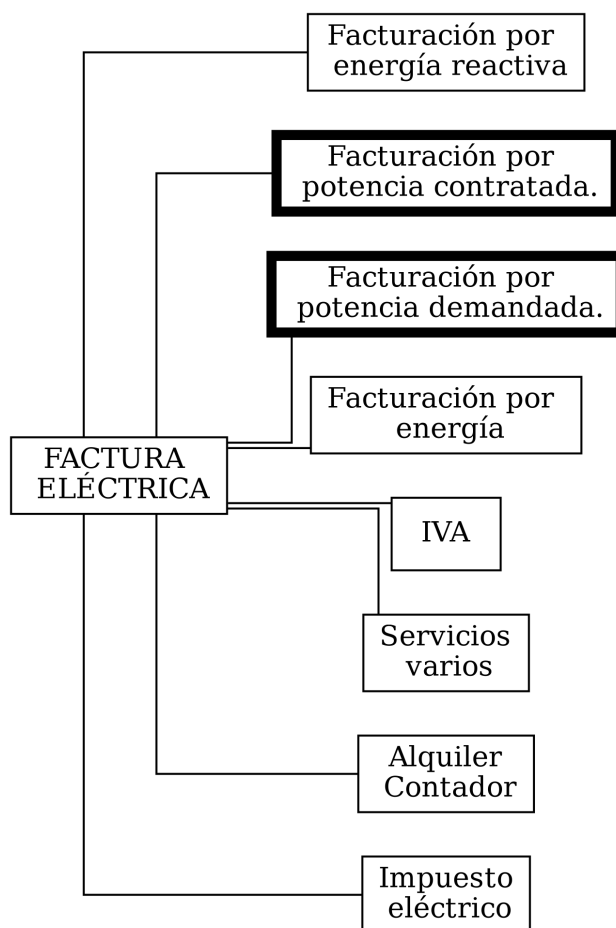 Facturación por
energía reactiva
Facturación por
potencia contratada.
Facturación por
potencia demandada.
Facturación por
energía
FACTURA
ELÉCTRICA
IVA
Servicios
varios
Alquiler
Contador
Impuesto
eléctrico